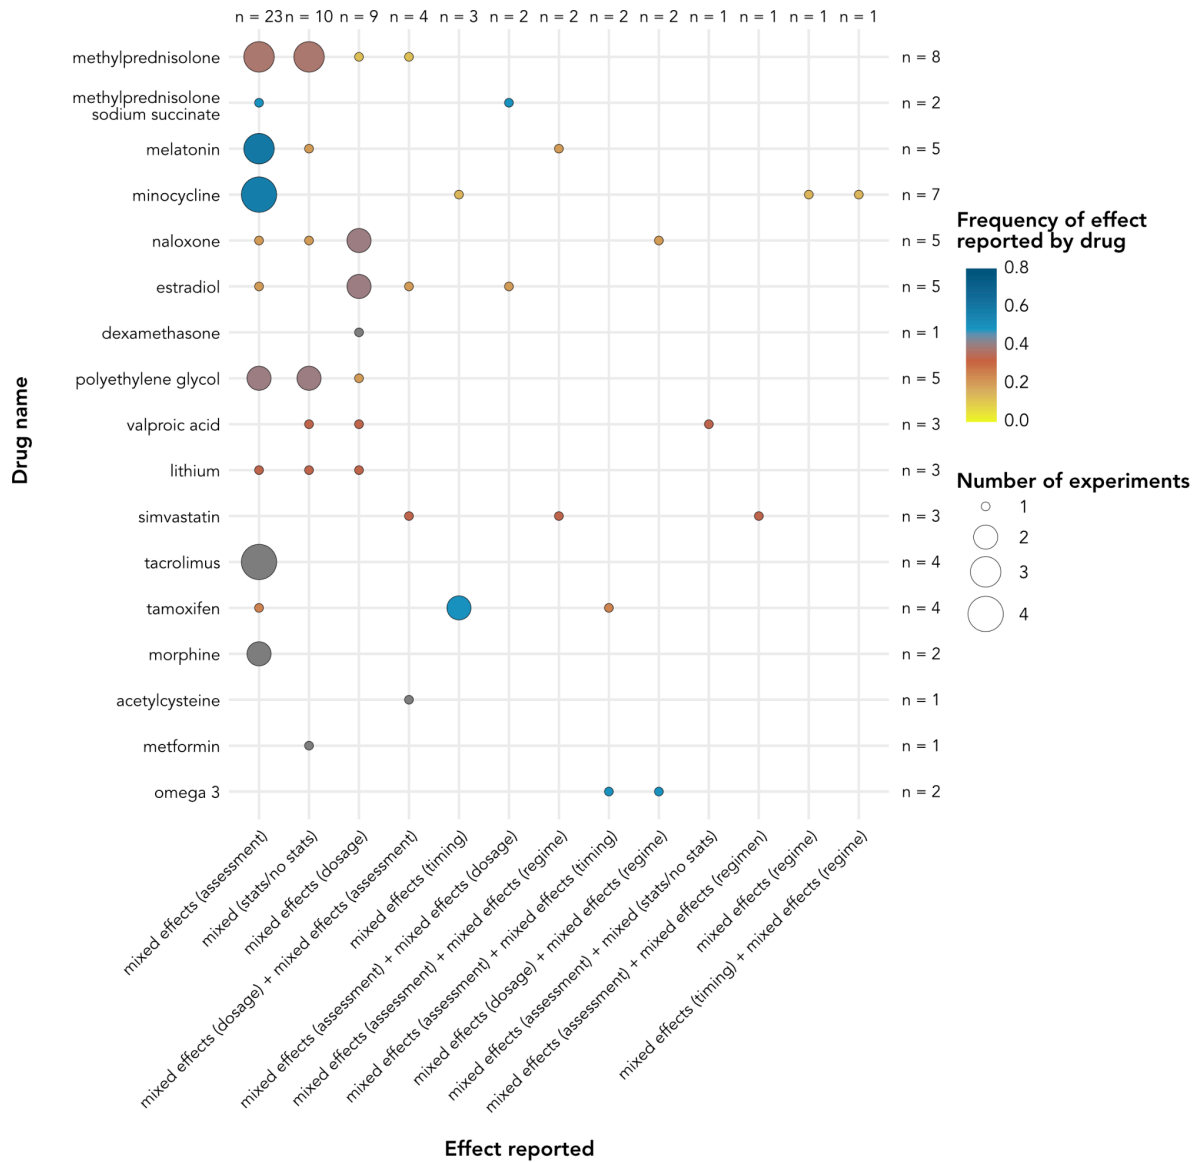 n = 23 n = 10 n = 9 n = 4 n = 3 n = 2 n = 2 n = 2 n = 2 n = 1 n = 1 n = 1 n = 1
methylprednisolone n = 8
methylprednisolone
sodium succinate n = 2
melatonin n = 5
minocycline n = 7
naloxone n = 5
estradiol n = 5
dexamethasone n = 1
polyethylene glycol n = 5
valproic acid n = 3
lithium n = 3
simvastatin n = 3
tacrolimus n = 4
tamoxifen n = 4
morphine n = 2
acetylcysteine n = 1
metformin n = 1
omega 3 n = 2
Drug name
Frequency of effect
reported by drug
0.8
0.6
0.4
0.2
0.0
Number of experiments
1
2
3
4
mixed effects (assessment)
mixed (stats/no stats)
mixed effects (dosage)
mixed effects (dosage) + mixed effects (assessment)
mixed effects (timing)
mixed effects (assessment) + mixed effects (dosage)
mixed effects (assessment) + mixed effects (regime)
mixed effects (assessment) + mixed effects (timing)
mixed effects (dosage) + mixed effects (regime)
mixed effects (assessment) + mixed (stats/no stats)
mixed effects (assessment) + mixed effects (regimen)
mixed effects (regime)
mixed effects (timing) + mixed effects (regime)
Effect reported